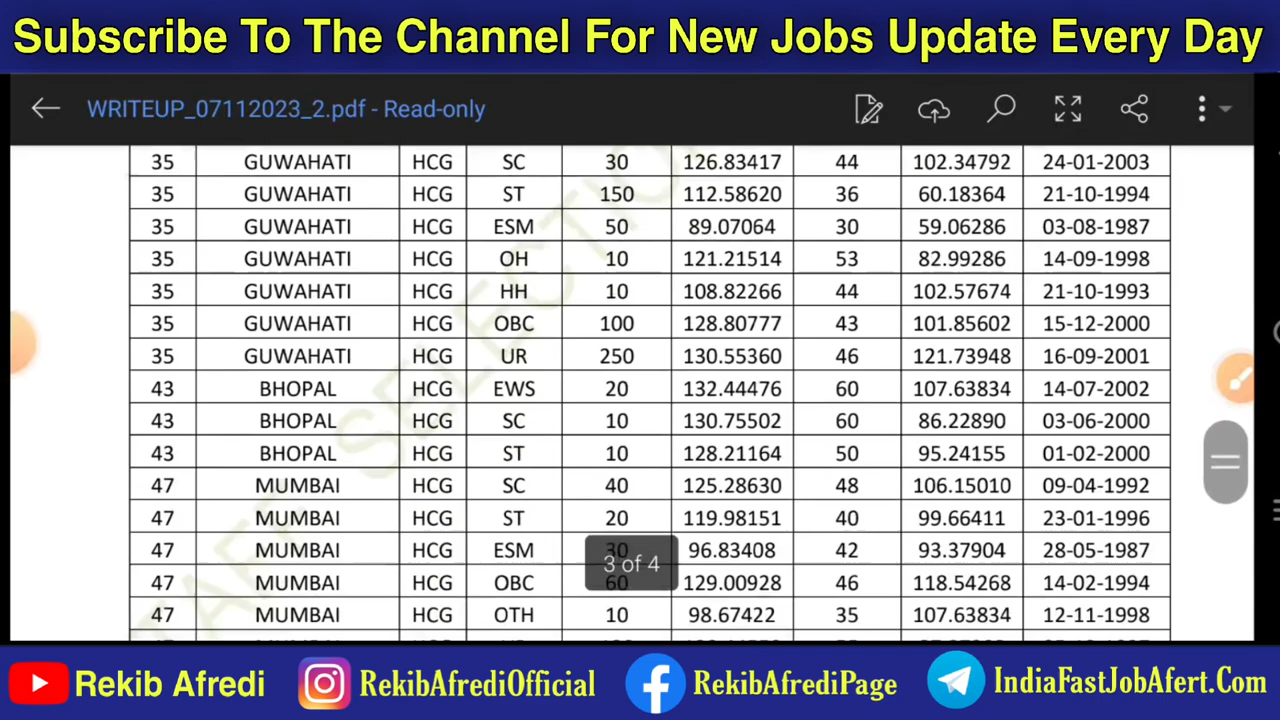 Subscribe To The Channel For New Jobs Update Every Day
WRITEUP_07112023_2.pdf - Read-only
35 GUWAHATI HCG SC 30 126.83417 44 102.34792 24-01-2003
35 GUWAHATI HCG ST 150 112.58620 36 60.18364 21-10-1994
35 GUWAHATI HCG ESM 50 89.07064 30 59.06286 03-08-1987
35 GUWAHATI HCG OH 10 121.21514 53 82.99286 14-09-1998
35 GUWAHATI HCG HH 10 108.82266 44 102.57674 21-10-1993
35 GUWAHATI HCG OBC 100 128.80777 43 101.85602 15-12-2000
35 GUWAHATI HCG UR 250 130.55360 46 121.73948 16-09-2001
43 BHOPAL HCG EWS 20 132.44476 60 107.63834 14-07-2002
43 BHOPAL HCG SC 10 130.75502 60 86.22890 03-06-2000
43 BHOPAL HCG ST 10 128.21164 50 95.24155 01-02-2000
47 MUMBAI HCG SC 40 125.28630 48 106.15010 09-04-1992
47 MUMBAI HCG ST 20 119.98151 40 99.66411 23-01-1996
47 MUMBAI HCG ESM 30 96.83408 42 93.37904 28-05-1987
3 of 4
47 MUMBAI HCG OBC 60 129.00928 46 118.54268 14-02-1994
47 MUMBAI HCG OTH 10 98.67422 35 107.63834 12-11-1998
STAFF SELECTION
Rekib Afredi
RekibAfrediOfficial
RekibAfrediPage
IndiaFastJobAfert.Com